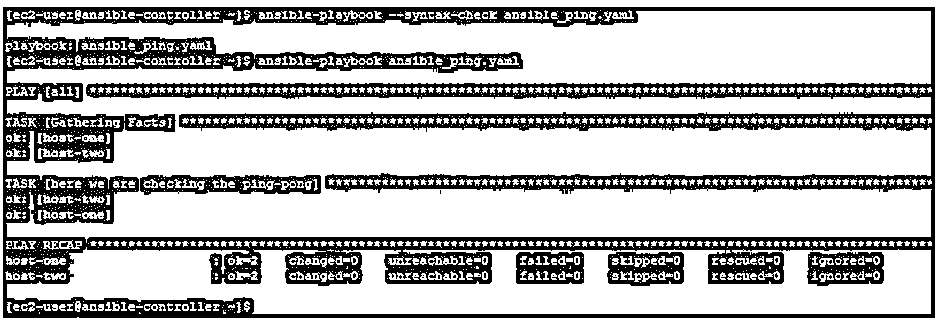 [ec2-user@ansible-controller ~]$ ansible-playbook --syntax-check ansible_ping.yaml
playbook: ansible_ping.yaml
[ec2-user@ansible-controller ~]$ ansible-playbook ansible_ping.yaml
PLAY [all] ****************************************************************************************************
TASK [Gathering Facts] ****************************************************************************************
ok: [host-one]
ok: [host-two]
TASK [here we are checking the ping-pong] *********************************************************************
ok: [host-two]
ok: [host-one]
PLAY RECAP ****************************************************************************************************
host-one : ok=2 changed=0 unreachable=0 failed=0 skipped=0 rescued=0 ignored=0
host-two : ok=2 changed=0 unreachable=0 failed=0 skipped=0 rescued=0 ignored=0
[ec2-user@ansible-controller ~]$